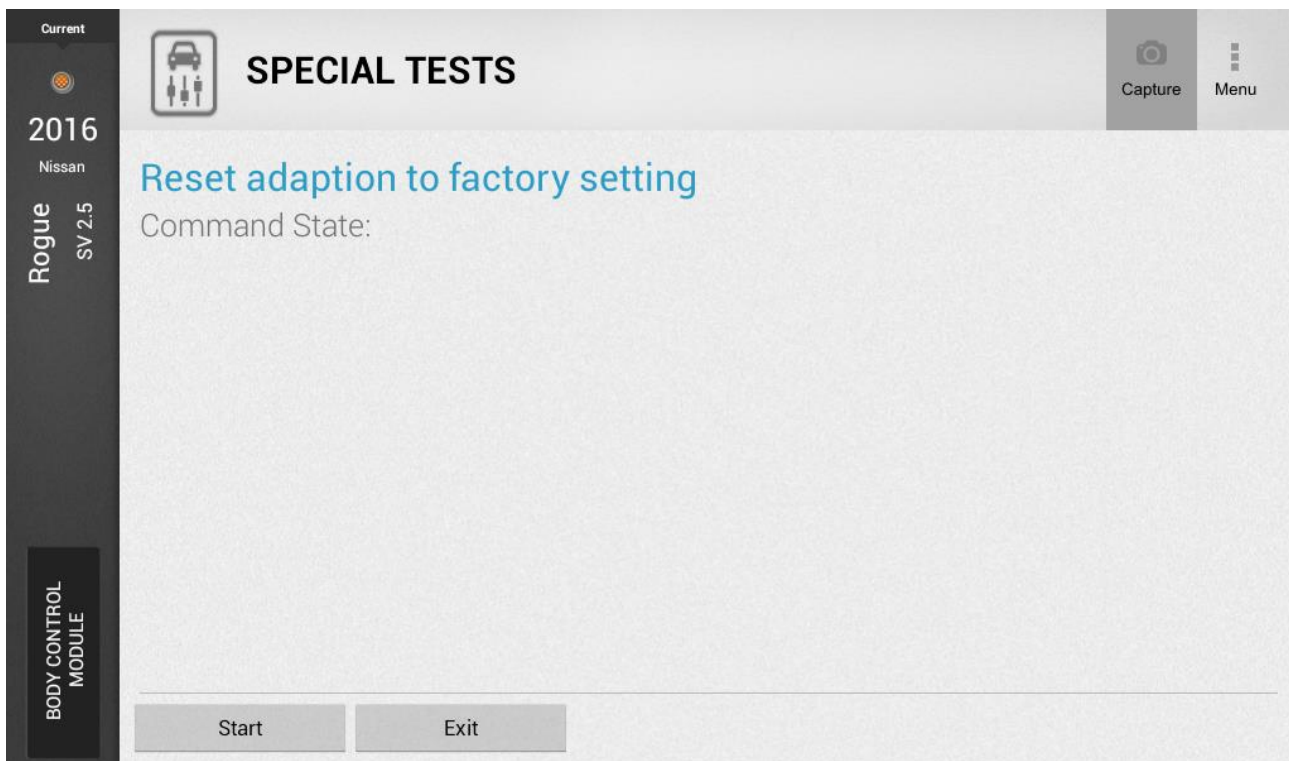 Current
2016
Nissan
Rogue
SV 2.5
BODY CONTROL
MODULE
SPECIAL TESTS
Capture
Menu
Reset adaption to factory setting
Command State:
Start
Exit